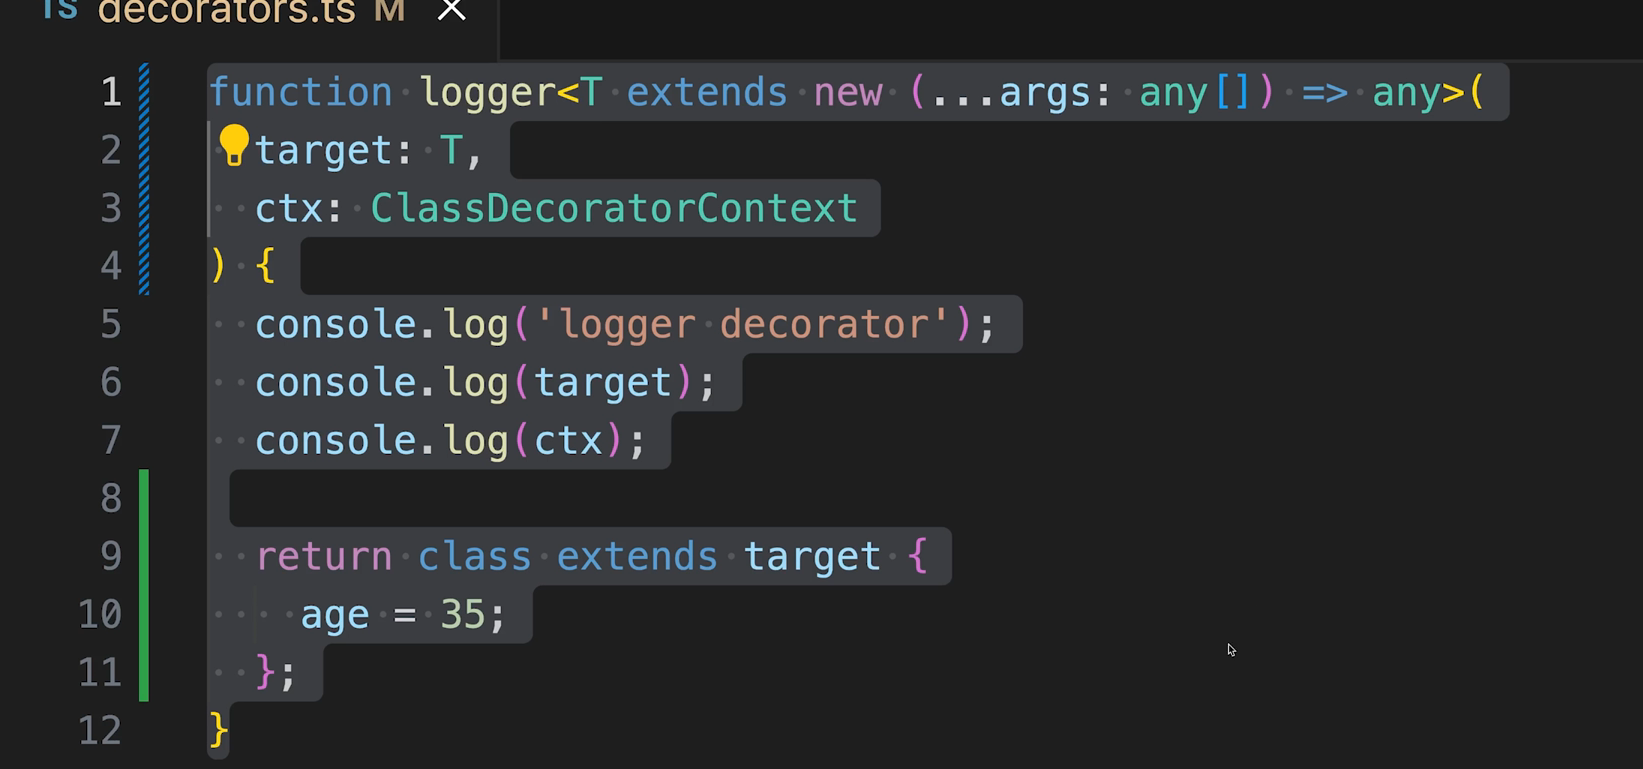 TS decorators.ts M
1 function logger<T extends new (...args: any[]) => any>(
2   target: T,
3   ctx: ClassDecoratorContext
4 ) {
5   console.log('logger decorator');
6   console.log(target);
7   console.log(ctx);
8
9   return class extends target {
10     age = 35;
11   };
12 }